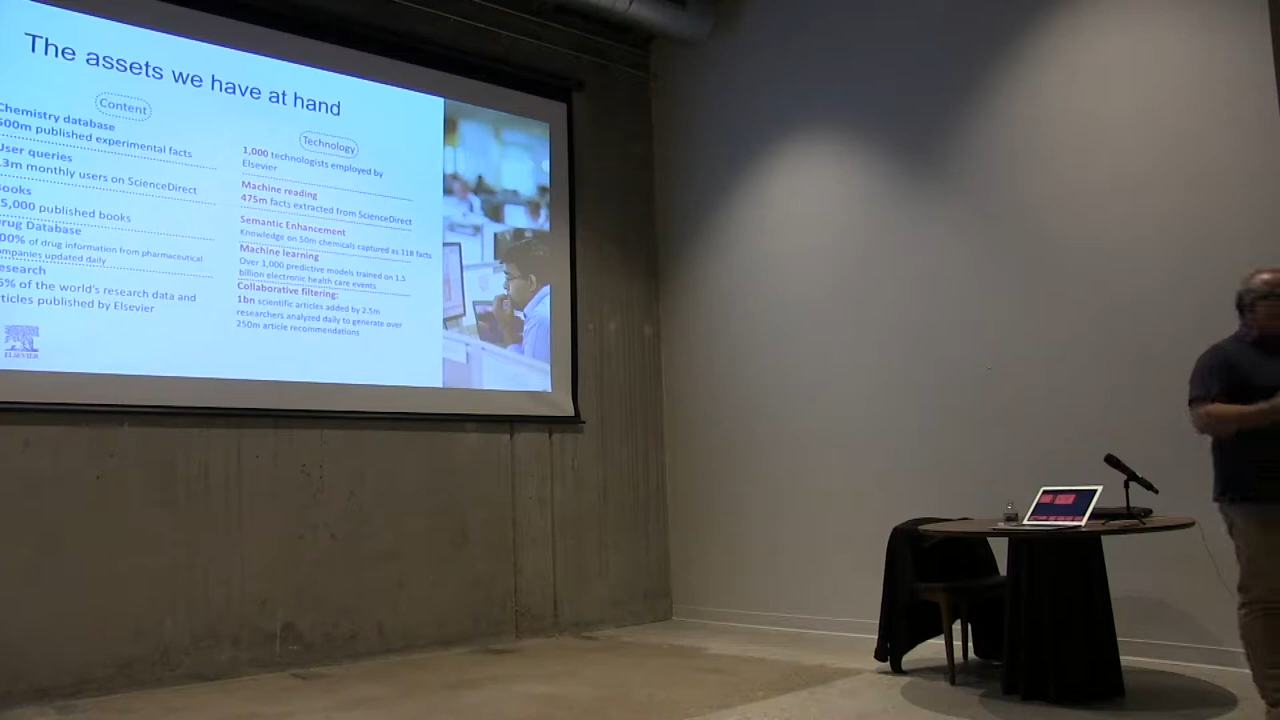 The assets we have at hand
Content
Chemistry database
500m published experimental facts
User queries
13m monthly users on ScienceDirect
Books
5,000 published books
Drug Database
100% of drug information from pharmaceutical
companies updated daily
Research
% of the world's research data and
articles published by Elsevier
ELSEVIER
Technology
1,000 technologists employed by
Elsevier
Machine reading
475m facts extracted from ScienceDirect
Semantic Enhancement
Knowledge on 50m chemicals captured as 11B facts
Machine learning
Over 1,000 predictive models trained on 1.5
billion electronic health care events
Collaborative filtering:
1bn scientific articles added by 2.5m
researchers analyzed daily to generate over
250m article recommendations